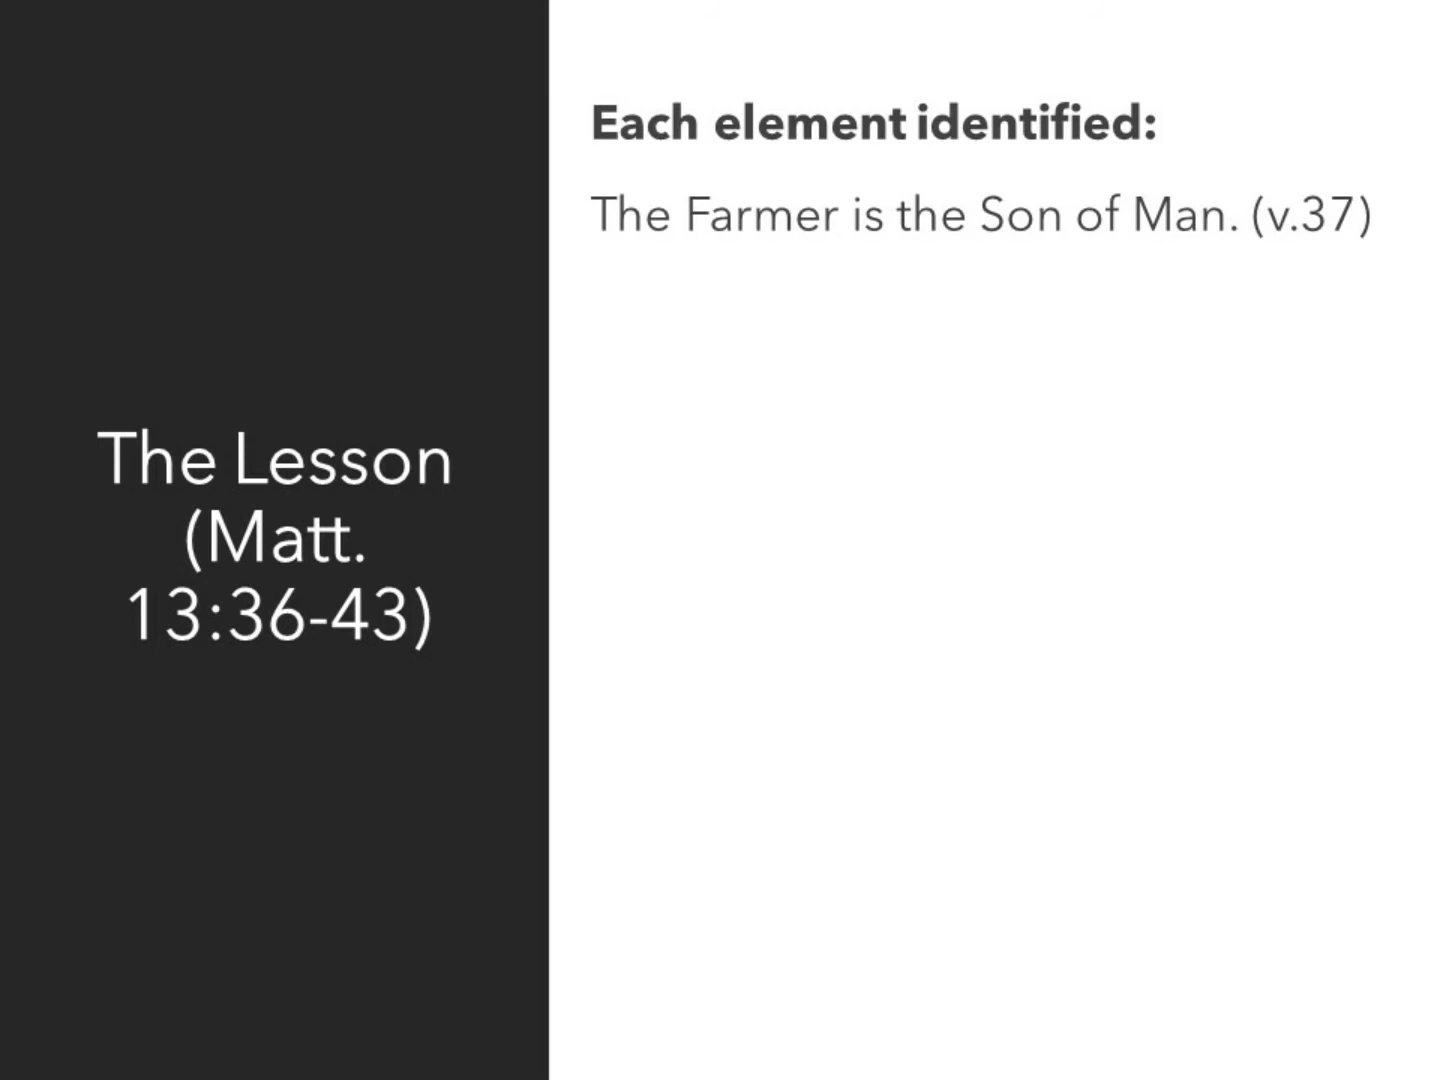 The Lesson
(Matt.
13:36-43)
Each element identified:
The Farmer is the Son of Man. (v.37)